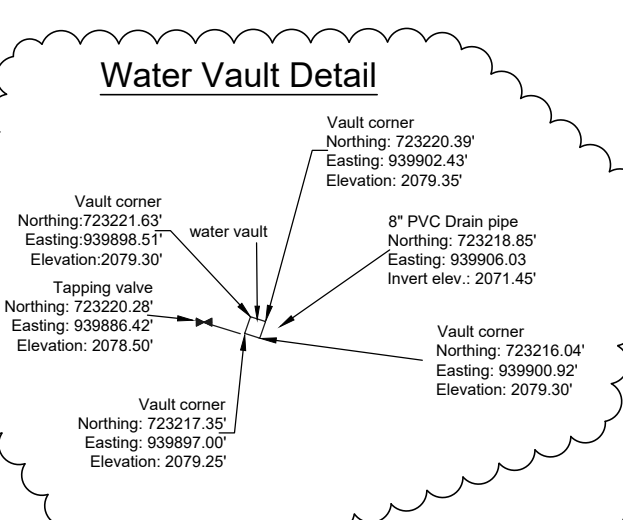 Water Vault Detail
Vault corner
Northing: 723220.39'
Easting: 939902.43'
Elevation: 2079.35'
Vault corner
Northing:723221.63'
Easting:939898.51'
Elevation:2079.30'
water vault
8" PVC Drain pipe
Northing: 723218.85'
Easting: 939906.03
Invert elev.: 2071.45'
Tapping valve
Northing: 723220.28'
Easting: 939886.42'
Elevation: 2078.50'
Vault corner
Northing: 723216.04'
Easting: 939900.92'
Elevation: 2079.30'
Vault corner
Northing: 723217.35'
Easting: 939897.00'
Elevation: 2079.25'